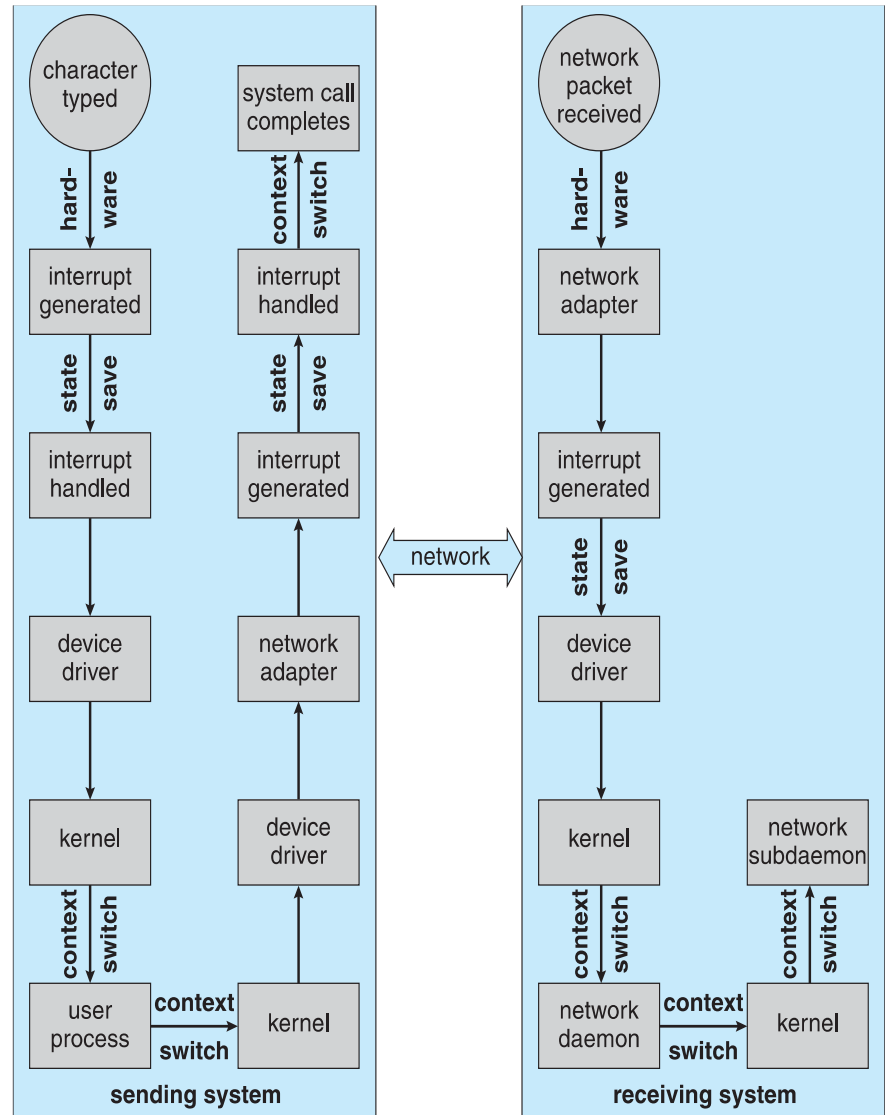 character
typed
hard-
ware
interrupt
generated
state
save
interrupt
handled
device
driver
kernel
context
switch
user
process
context
switch
kernel
device
driver
network
adapter
interrupt
generated
state
save
interrupt
handled
context
switch
system call
completes
sending system
network
network
packet
received
hard-
ware
network
adapter
interrupt
generated
state
save
device
driver
kernel
context
switch
network
daemon
context
switch
kernel
context
switch
network
subdaemon
receiving system